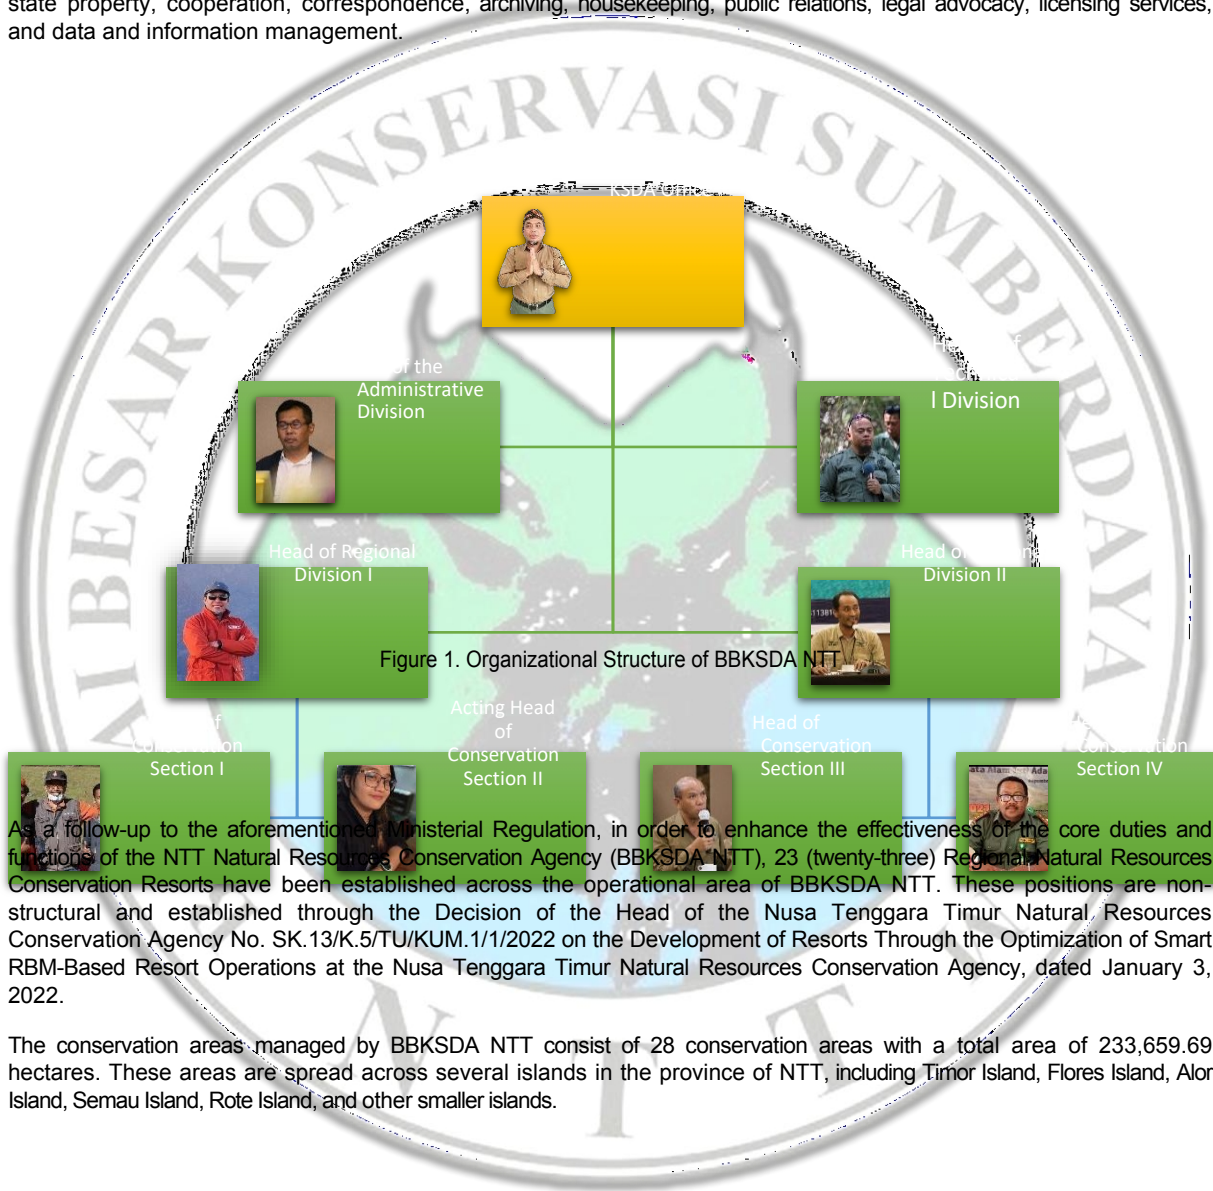 state property, cooperation, correspondence, archiving, housekeeping, public relations, legal advocacy, licensing services,
and data and information management.
BESAR KONSERVASI SUMBERDAYA
KSDA Office
of the
Administrative
Division
l Division
Head of Regional
Division I
Head of
Division II
Figure 1. Organizational Structure of BBKSDA NTT
of
Conservation
Section I
Acting Head
of
Conservation
Section II
Head of
Conservation
Section III
Conservation
Section IV
As a follow-up to the aforementioned Ministerial Regulation, in order to enhance the effectiveness of the core duties and
functions of the NTT Natural Resources Conservation Agency (BBKSDA NTT), 23 (twenty-three) Regional Natural Resources
Conservation Resorts have been established across the operational area of BBKSDA NTT. These positions are non-
structural and established through the Decision of the Head of the Nusa Tenggara Timur Natural Resources
Conservation Agency No. SK.13/K.5/TU/KUM.1/1/2022 on the Development of Resorts Through the Optimization of Smart
RBM-Based Resort Operations at the Nusa Tenggara Timur Natural Resources Conservation Agency, dated January 3,
2022.
The conservation areas managed by BBKSDA NTT consist of 28 conservation areas with a total area of 233,659.69
hectares. These areas are spread across several islands in the province of NTT, including Timor Island, Flores Island, Alor
Island, Semau Island, Rote Island, and other smaller islands.
N T T